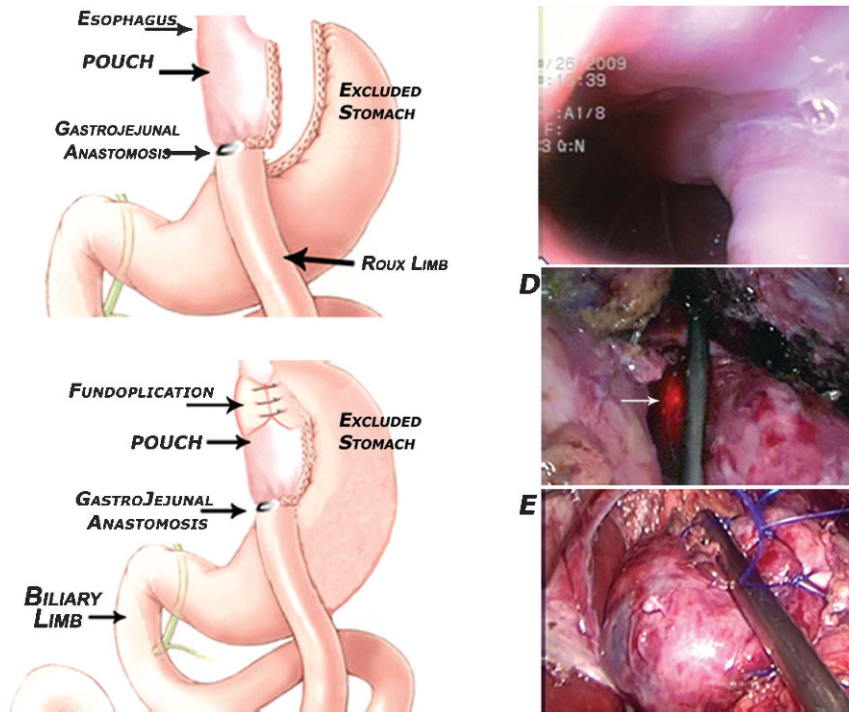 ESOPHAGUS
POUCH
EXCLUDED
STOMACH
GASTROJEJUNAL
ANASTOMOSIS
ROUX LIMB
FUNDOPLICATION
EXCLUDED
STOMACH
POUCH
GASTROJEJUNAL
ANASTOMOSIS
BILIARY
LIMB
/26/2009
:39
:A1/8
F:
G:N
D
E